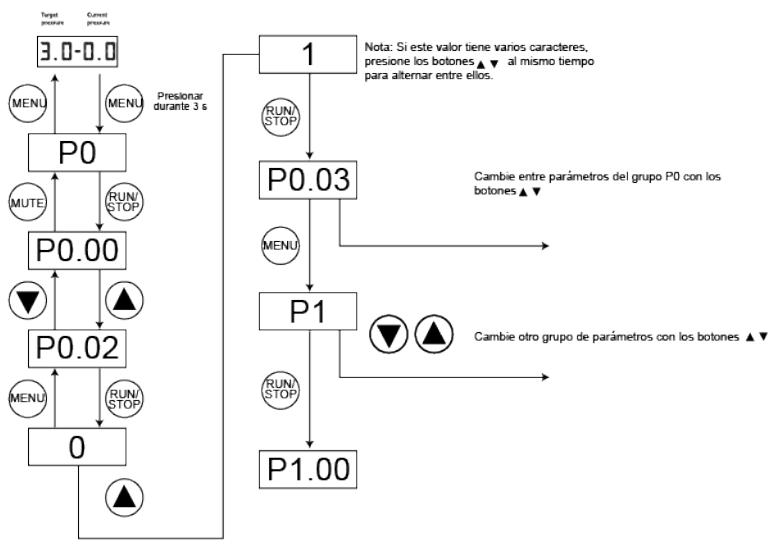 Target
pressure
Current
pressure
3.0-0.0
MENU
MENU
Presionar
durante 3 s
P0
MUTE
RUN/
STOP
P0.00
▼
▲
P0.02
MENU
RUN/
STOP
0
▲
1
Nota: Si este valor tiene varios caracteres,
presione los botones ▲ ▼ al mismo tiempo
para alternar entre ellos.
RUN/
STOP
P0.03
Cambie entre parámetros del grupo P0 con los
botones ▲ ▼
MENU
P1
▼ ▲
Cambie otro grupo de parámetros con los botones ▲ ▼
RUN/
STOP
P1.00